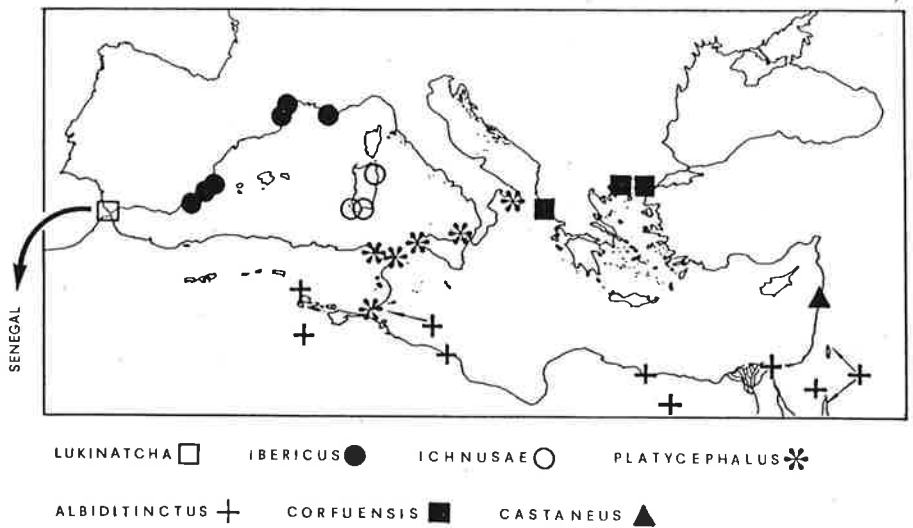 SENEGAL
LUKINATCHA IBERICUS ICHNUSAE PLATYCEPHALUS
ALBIDITINCTUS CORFUENSIS CASTANEUS